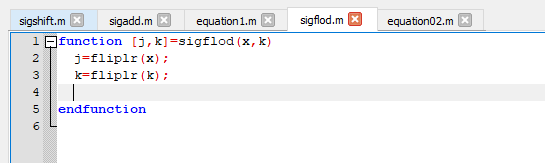 sigshift.m sigadd.m equation1.m sigflod.m equation02.m
1 function [j,k]=sigflod(x,k)
2 j=fliplr(x);
3 k=fliplr(k);
4
5 endfunction
6